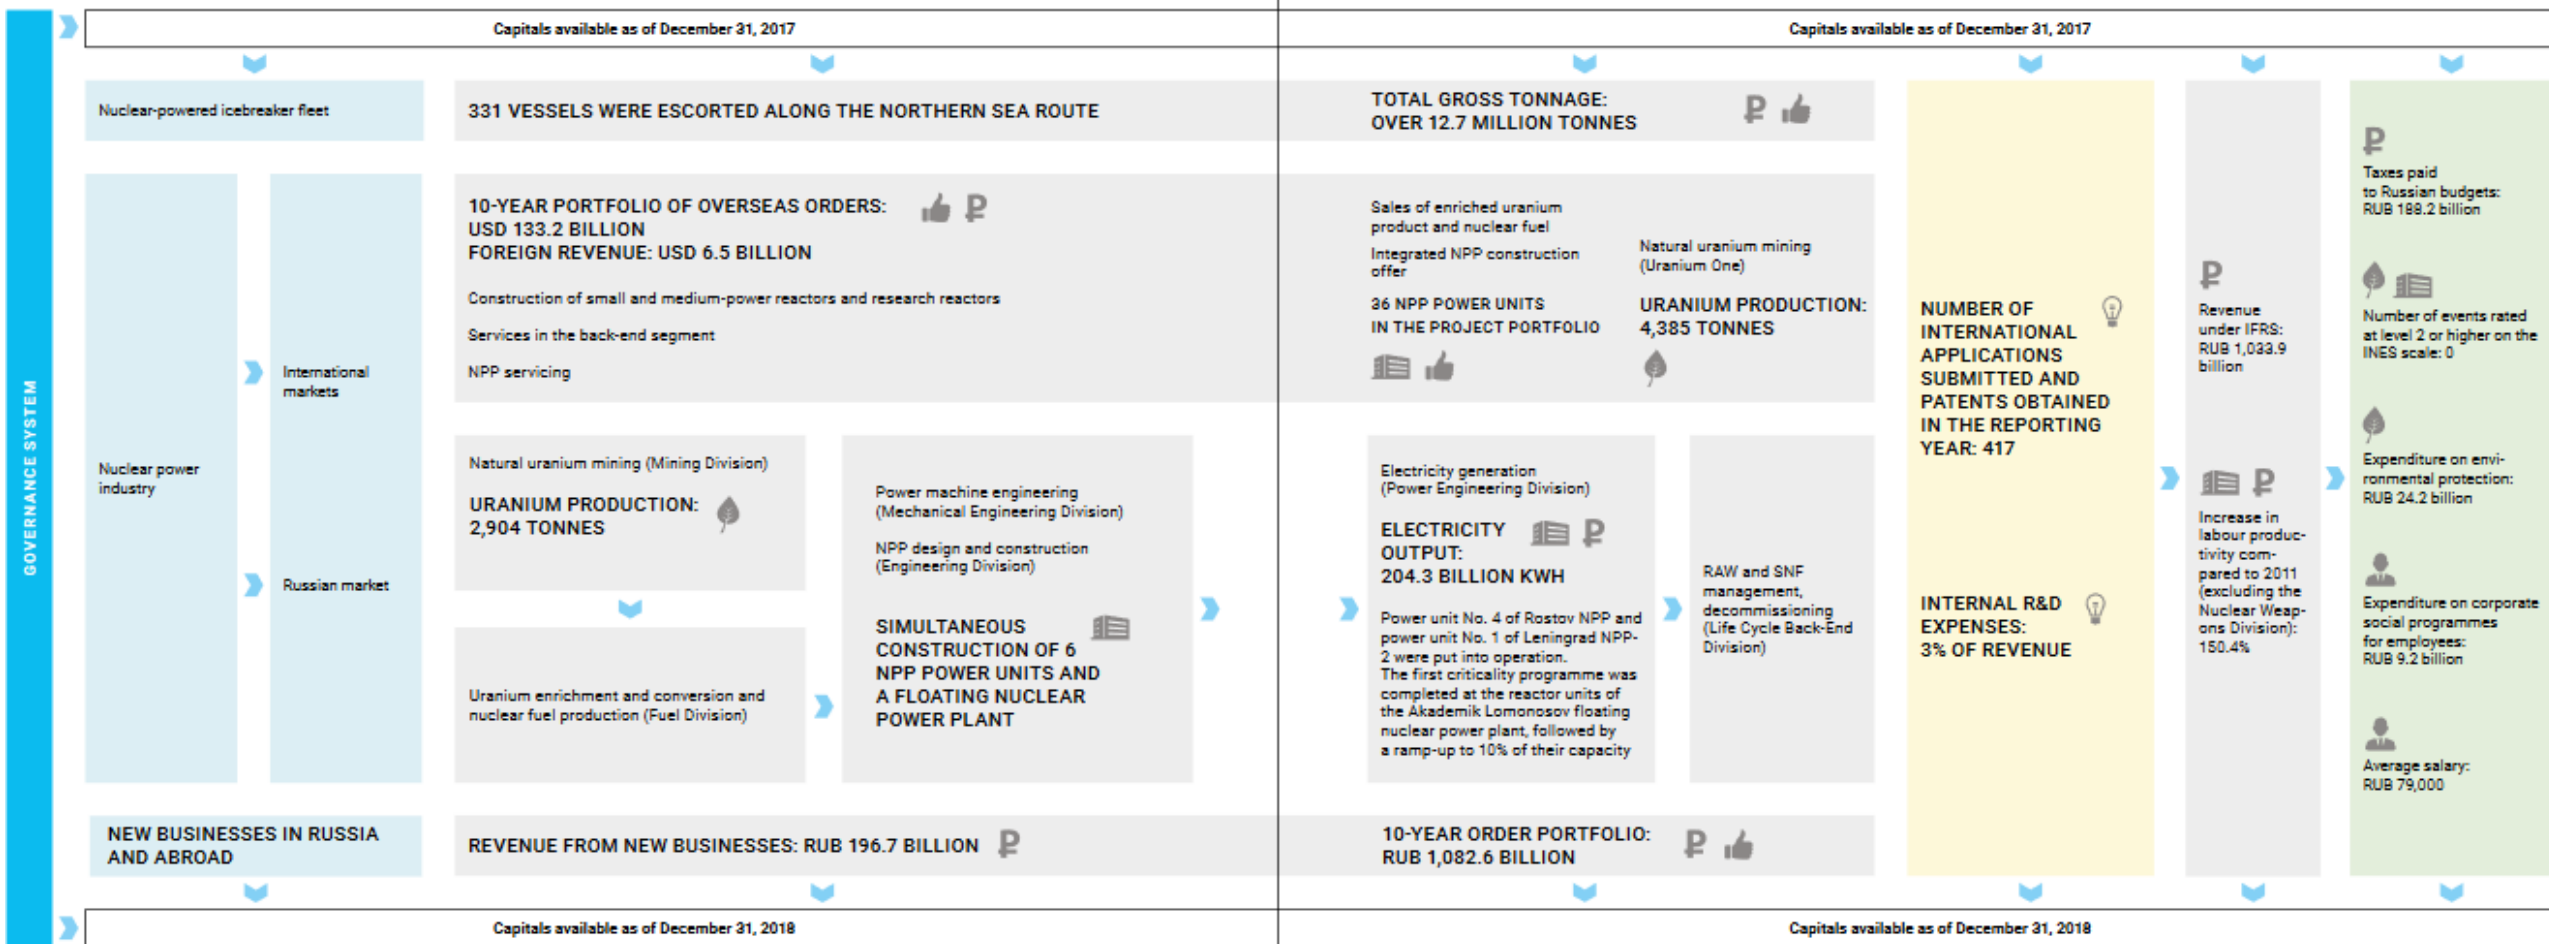 GOVERNANCE SYSTEM
Capitals available as of December 31, 2017
Capitals available as of December 31, 2017
Nuclear-powered icebreaker fleet
331 VESSELS WERE ESCORTED ALONG THE NORTHERN SEA ROUTE
TOTAL GROSS TONNAGE:
OVER 12.7 MILLION TONNES
Nuclear power
industry
International
markets
Russian market
10-YEAR PORTFOLIO OF OVERSEAS ORDERS:
USD 133.2 BILLION
FOREIGN REVENUE: USD 6.5 BILLION
Construction of small and medium-power reactors and research reactors
Services in the back-end segment
NPP servicing
Sales of enriched uranium
product and nuclear fuel
Integrated NPP construction
offer
36 NPP POWER UNITS
IN THE PROJECT PORTFOLIO
Natural uranium mining
(Uranium One)
URANIUM PRODUCTION:
4,385 TONNES
Natural uranium mining (Mining Division)
URANIUM PRODUCTION:
2,904 TONNES
Uranium enrichment and conversion and
nuclear fuel production (Fuel Division)
Power machine engineering
(Mechanical Engineering Division)
NPP design and construction
(Engineering Division)
SIMULTANEOUS
CONSTRUCTION OF 6
NPP POWER UNITS AND
A FLOATING NUCLEAR
POWER PLANT
Electricity generation
(Power Engineering Division)
ELECTRICITY
OUTPUT:
204.3 BILLION KWH
Power unit No. 4 of Rostov NPP and
power unit No. 1 of Leningrad NPP-
2 were put into operation.
The first criticality programme was
completed at the reactor units of
the Akademik Lomonosov floating
nuclear power plant, followed by
a ramp-up to 10% of their capacity
RAW and SNF
management,
decommissioning
(Life Cycle Back-End
Division)
NEW BUSINESSES IN RUSSIA
AND ABROAD
REVENUE FROM NEW BUSINESSES: RUB 196.7 BILLION
10-YEAR ORDER PORTFOLIO:
RUB 1,082.6 BILLION
NUMBER OF
INTERNATIONAL
APPLICATIONS
SUBMITTED AND
PATENTS OBTAINED
IN THE REPORTING
YEAR: 417
INTERNAL R&D
EXPENSES:
3% OF REVENUE
Revenue
under IFRS:
RUB 1,033.9
billion
Increase in
labour produc-
tivity com-
pared to 2011
(excluding the
Nuclear Weap-
ons Division):
150.4%
Taxes paid
to Russian budgets:
RUB 188.2 billion
Number of events rated
at level 2 or higher on the
INES scale: 0
Expenditure on envi-
ronmental protection:
RUB 24.2 billion
Expenditure on corporate
social programmes
for employees:
RUB 9.2 billion
Average salary:
RUB 79,000
Capitals available as of December 31, 2018
Capitals available as of December 31, 2018